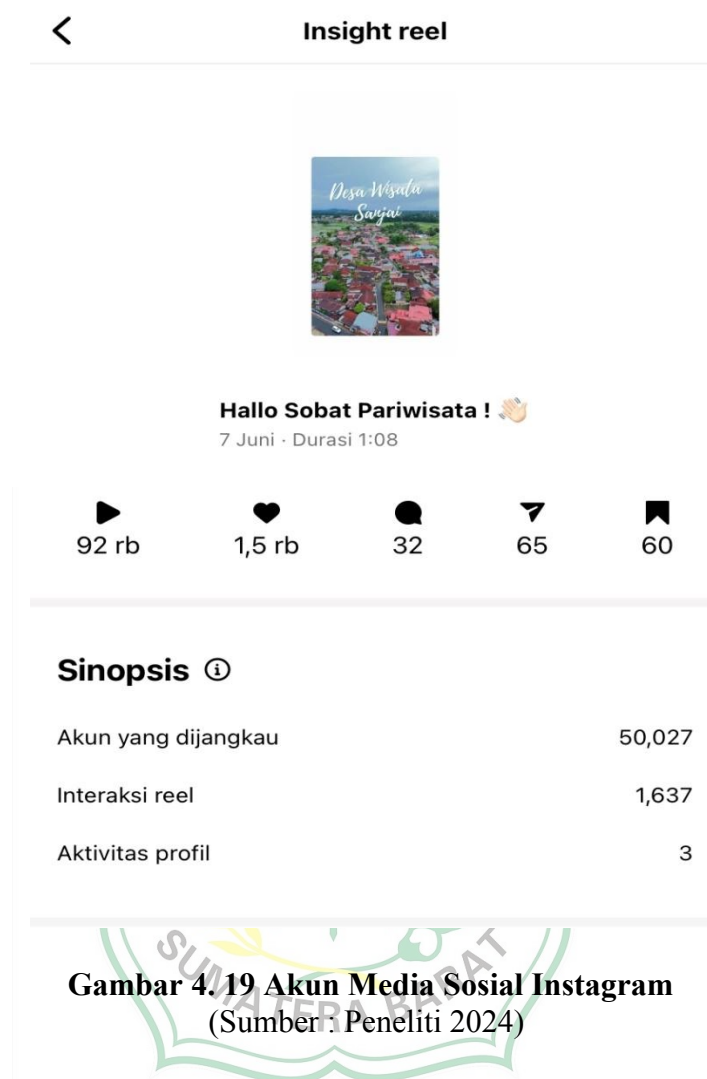 Insight reel
Desa Wisata
Sanjai
Hallo Sobat Pariwisata ! 👋🏻
7 Juni · Durasi 1:08
92 rb 1,5 rb 32 65 60
Sinopsis
Akun yang dijangkau 50,027
Interaksi reel 1,637
Aktivitas profil 3
SUMATERA BARAT
Gambar 4. 19 Akun Media Sosial Instagram
(Sumber : Peneliti 2024)